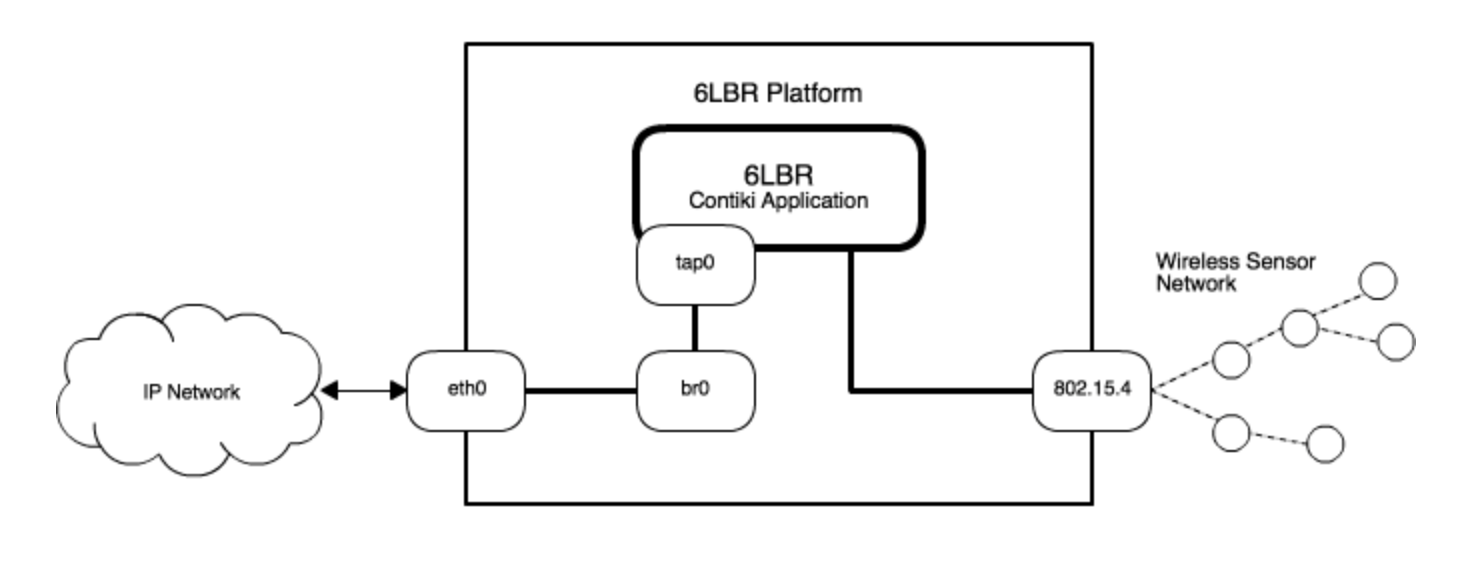 6LBR Platform
6LBR
Contiki Application
tap0
Wireless Sensor
Network
IP Network
eth0
br0
802.15.4